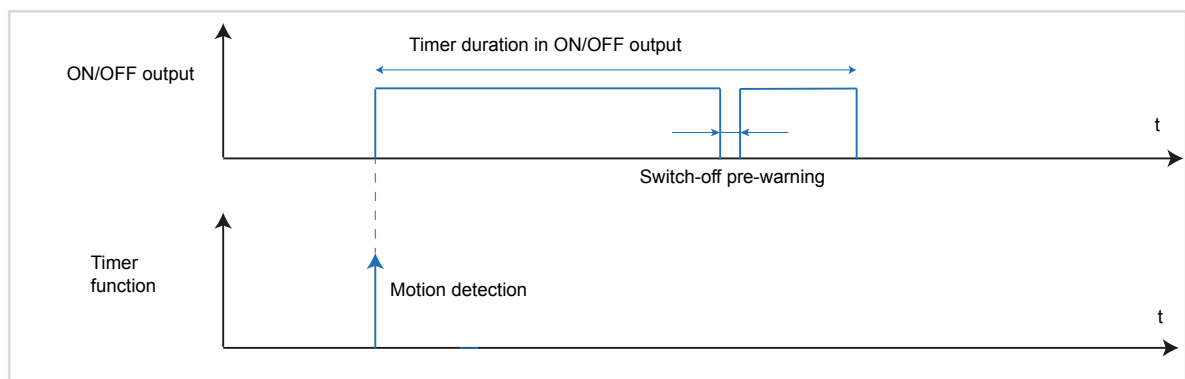 Timer duration in ON/OFF output
ON/OFF output
t
Switch-off pre-warning
Timer
function
Motion detection
t